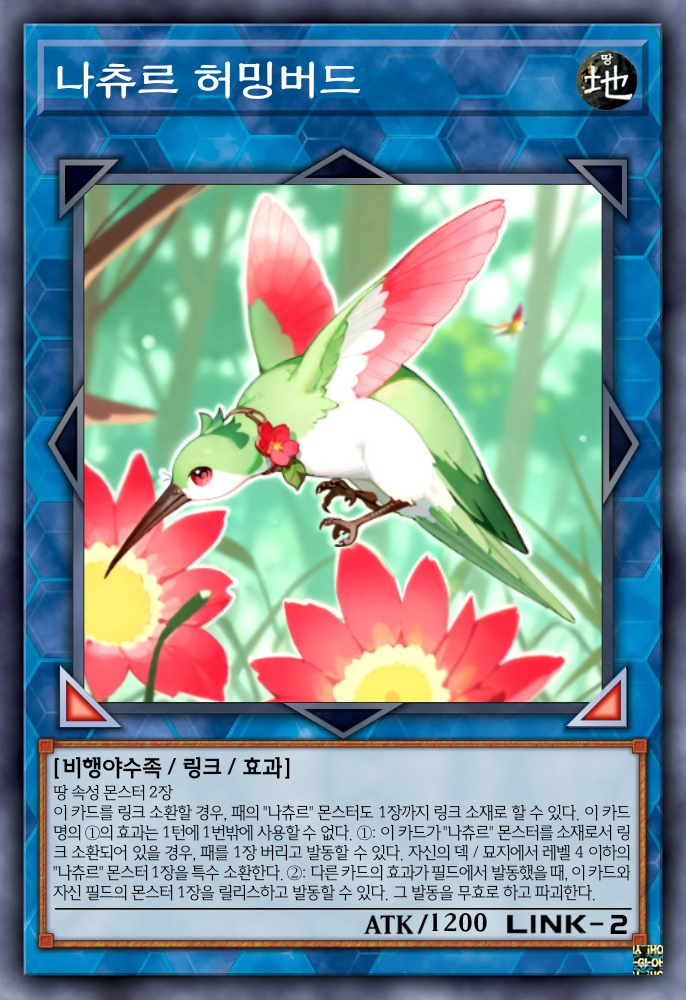 나츄르 허밍버드
땅
地
[비행야수족 / 링크 / 효과]
땅 속성 몬스터 2장
이 카드를 링크 소환할 경우, 패의 "나츄르" 몬스터도 1장까지 링크 소재로 할 수 있다. 이 카드
명의 ①의 효과는 1턴에 1번밖에 사용할 수 없다. ①: 이 카드가 "나츄르" 몬스터를 소재로서 링
크 소환되어 있을 경우, 패를 1장 버리고 발동할 수 있다. 자신의 덱 / 묘지에서 레벨 4 이하의
"나츄르" 몬스터 1장을 특수 소환한다. ②: 다른 카드의 효과가 필드에서 발동했을 때, 이 카드와
자신 필드의 몬스터 1장을 릴리스하고 발동할 수 있다. 그 발동을 무효로 하고 파괴한다.
ATK/1200 LINK-2